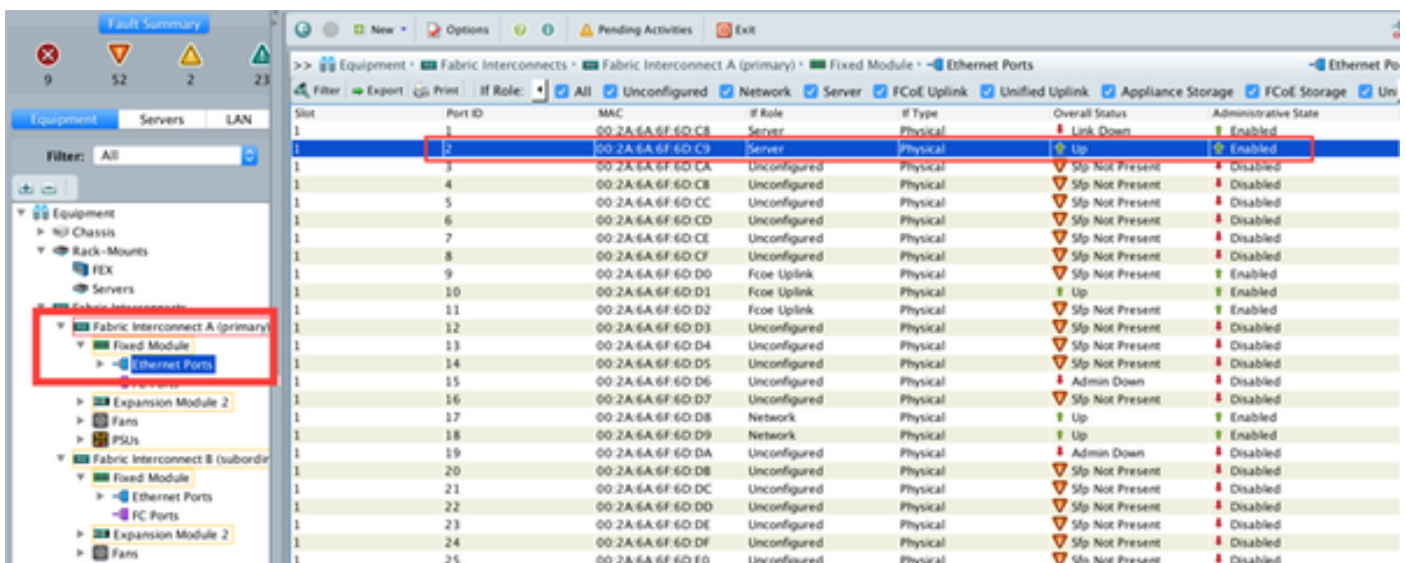 Fault Summary
9 52 2 23
New Options Pending Activities Exit
>> Equipment Fabric Interconnects Fabric Interconnect A (primary) Fixed Module Ethernet Ports
Ethernet Po
Filter Export Print If Role: All Unconfigured Network Server FCoE Uplink Unified Uplink Appliance Storage FCoE Storage Uni
Equipment Servers LAN
Filter: All
Equipment
Chassis
Rack-Mounts
FEX
Servers
Fabric Interconnects
Fabric Interconnect A (primary)
Fixed Module
Ethernet Ports
FC Ports
Expansion Module 2
Fans
PSUs
Fabric Interconnect B (subordin
Fixed Module
Ethernet Ports
FC Ports
Expansion Module 2
Fans
Slot Port ID MAC If Role If Type Overall Status Administrative State
1 1 00:2A:6A:6F:6D:C8 Server Physical Link Down Enabled
1 2 00:2A:6A:6F:6D:C9 Server Physical Up Enabled
1 3 00:2A:6A:6F:6D:CA Unconfigured Physical Sfp Not Present Disabled
1 4 00:2A:6A:6F:6D:CB Unconfigured Physical Sfp Not Present Disabled
1 5 00:2A:6A:6F:6D:CC Unconfigured Physical Sfp Not Present Disabled
1 6 00:2A:6A:6F:6D:CD Unconfigured Physical Sfp Not Present Disabled
1 7 00:2A:6A:6F:6D:CE Unconfigured Physical Sfp Not Present Disabled
1 8 00:2A:6A:6F:6D:CF Unconfigured Physical Sfp Not Present Disabled
1 9 00:2A:6A:6F:6D:D0 Fcoe Uplink Physical Sfp Not Present Enabled
1 10 00:2A:6A:6F:6D:D1 Fcoe Uplink Physical Up Enabled
1 11 00:2A:6A:6F:6D:D2 Fcoe Uplink Physical Sfp Not Present Enabled
1 12 00:2A:6A:6F:6D:D3 Unconfigured Physical Sfp Not Present Disabled
1 13 00:2A:6A:6F:6D:D4 Unconfigured Physical Sfp Not Present Disabled
1 14 00:2A:6A:6F:6D:D5 Unconfigured Physical Sfp Not Present Disabled
1 15 00:2A:6A:6F:6D:D6 Unconfigured Physical Admin Down Disabled
1 16 00:2A:6A:6F:6D:D7 Unconfigured Physical Sfp Not Present Disabled
1 17 00:2A:6A:6F:6D:D8 Network Physical Up Enabled
1 18 00:2A:6A:6F:6D:D9 Network Physical Up Enabled
1 19 00:2A:6A:6F:6D:DA Unconfigured Physical Admin Down Disabled
1 20 00:2A:6A:6F:6D:DB Unconfigured Physical Sfp Not Present Disabled
1 21 00:2A:6A:6F:6D:DC Unconfigured Physical Sfp Not Present Disabled
1 22 00:2A:6A:6F:6D:DD Unconfigured Physical Sfp Not Present Disabled
1 23 00:2A:6A:6F:6D:DE Unconfigured Physical Sfp Not Present Disabled
1 24 00:2A:6A:6F:6D:DF Unconfigured Physical Sfp Not Present Disabled
1 25 00:2A:6A:6F:6D:E0 Unconfigured Physical Sfp Not Present Disabled